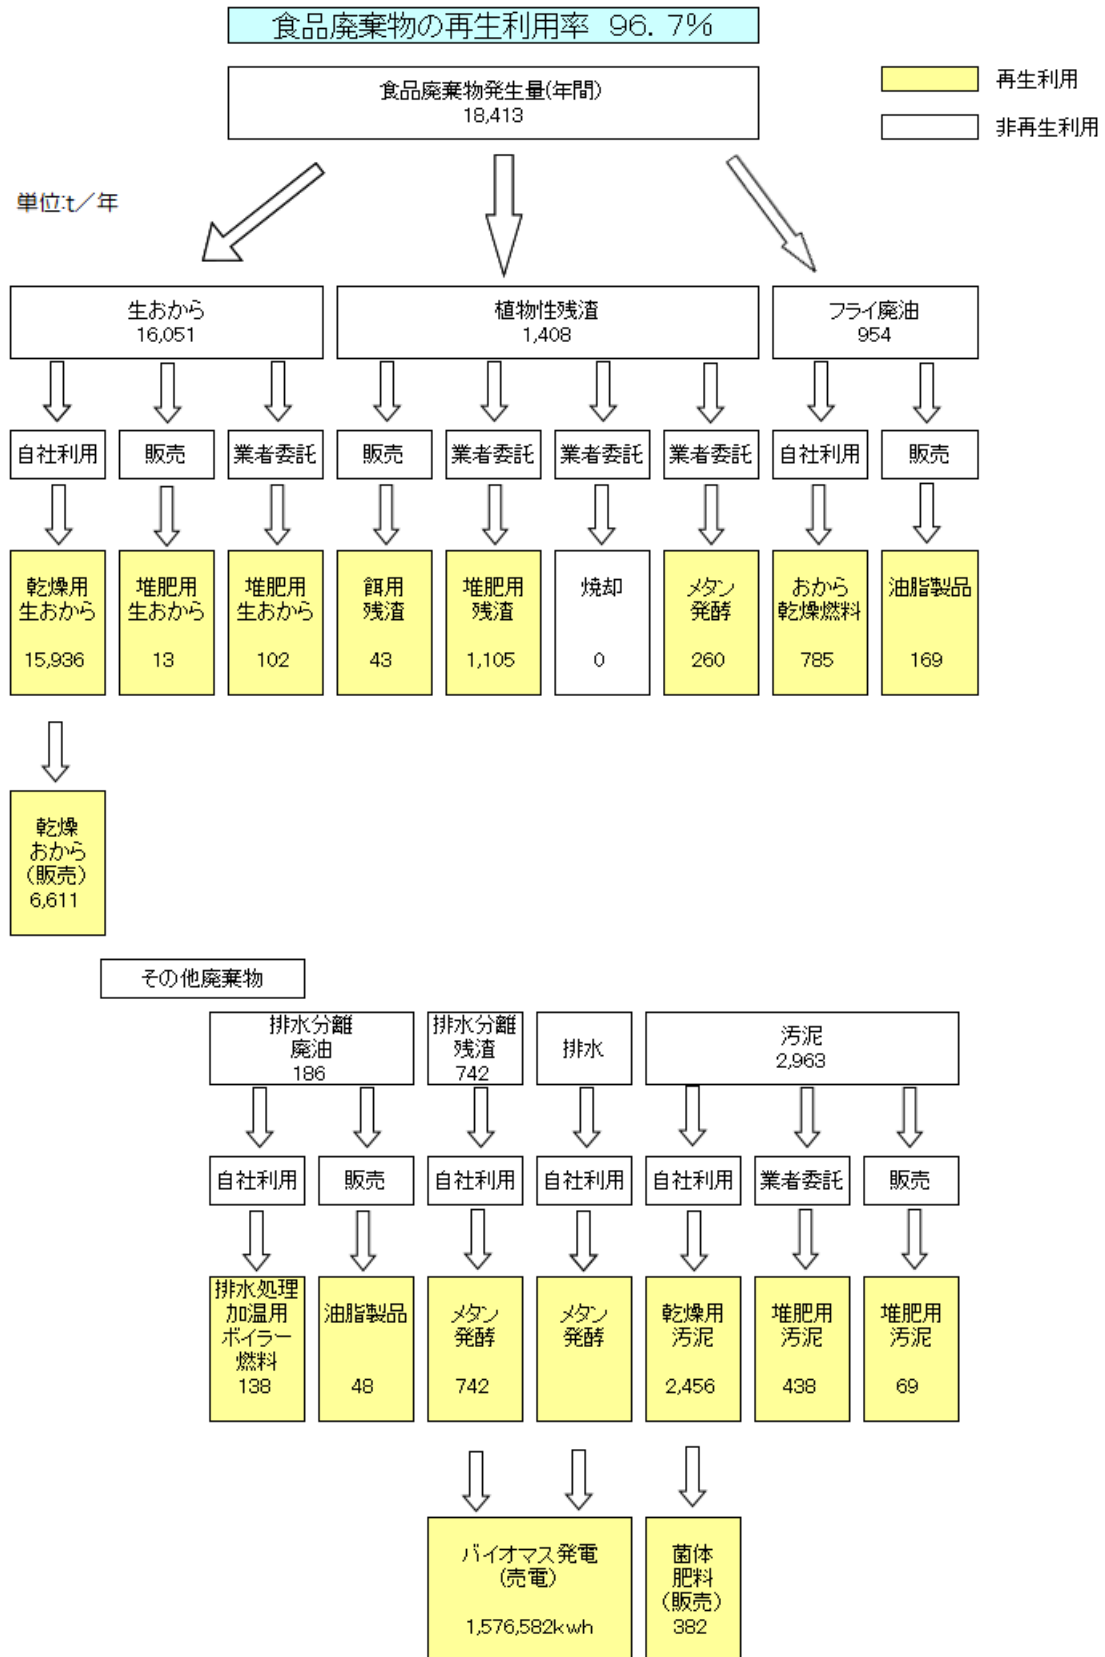 食品廃棄物の再生利用率 96.7%
食品廃棄物発生量(年間)
18,413
再生利用
非再生利用
単位:t／年
生おから
16,051
植物性残渣
1,408
フライ廃油
954
自社利用
販売
業者委託
販売
業者委託
業者委託
業者委託
自社利用
販売
乾燥用
生おから
15,936
堆肥用
生おから
13
堆肥用
生おから
102
餌用
残渣
43
堆肥用
残渣
1,105
焼却
0
メタン
発酵
260
おから
乾燥燃料
785
油脂製品
169
乾燥
おから
(販売)
6,611
その他廃棄物
排水分離
廃油
186
排水分離
残渣
742
排水
汚泥
2,963
自社利用
販売
自社利用
自社利用
自社利用
業者委託
販売
排水処理
加温用
ボイラー
燃料
138
油脂製品
48
メタン
発酵
742
メタン
発酵
乾燥用
汚泥
2,456
堆肥用
汚泥
438
堆肥用
汚泥
69
バイオマス発電
(売電)
1,576,582kwh
菌体
肥料
(販売)
382